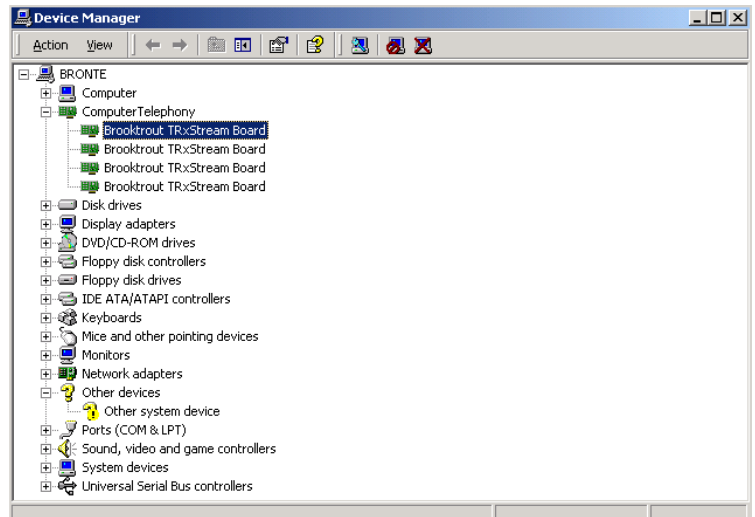 Device Manager
Action View
BRONTE
Computer
ComputerTelephony
Brooktrout TRxStream Board
Brooktrout TRxStream Board
Brooktrout TRxStream Board
Brooktrout TRxStream Board
Disk drives
Display adapters
DVD/CD-ROM drives
Floppy disk controllers
Floppy disk drives
IDE ATA/ATAPI controllers
Keyboards
Mice and other pointing devices
Monitors
Network adapters
Other devices
Other system device
Ports (COM & LPT)
Sound, video and game controllers
System devices
Universal Serial Bus controllers